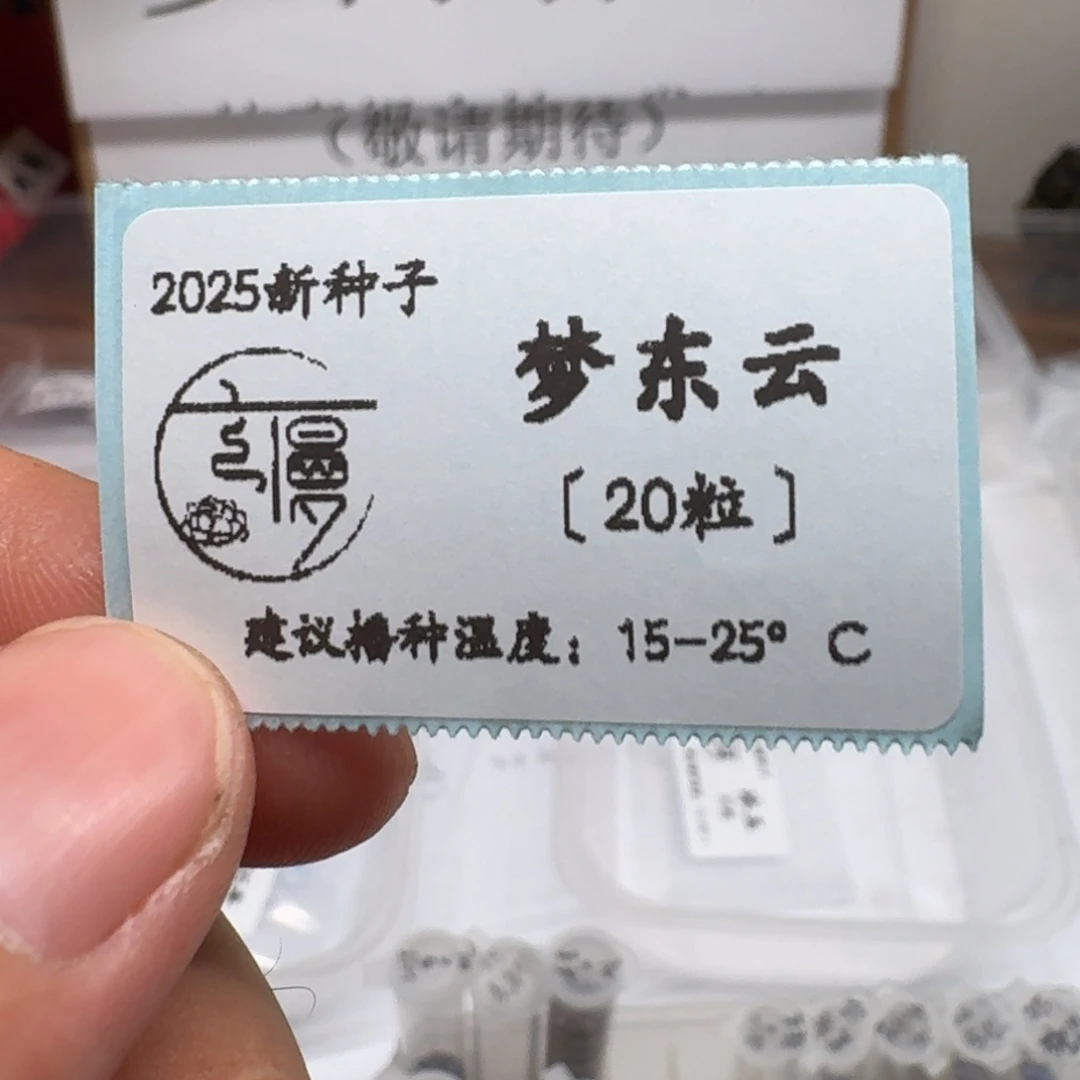 （敬请期待）
2025新种子
梦东云
〔20粒〕
建议播种温度：15-25° C